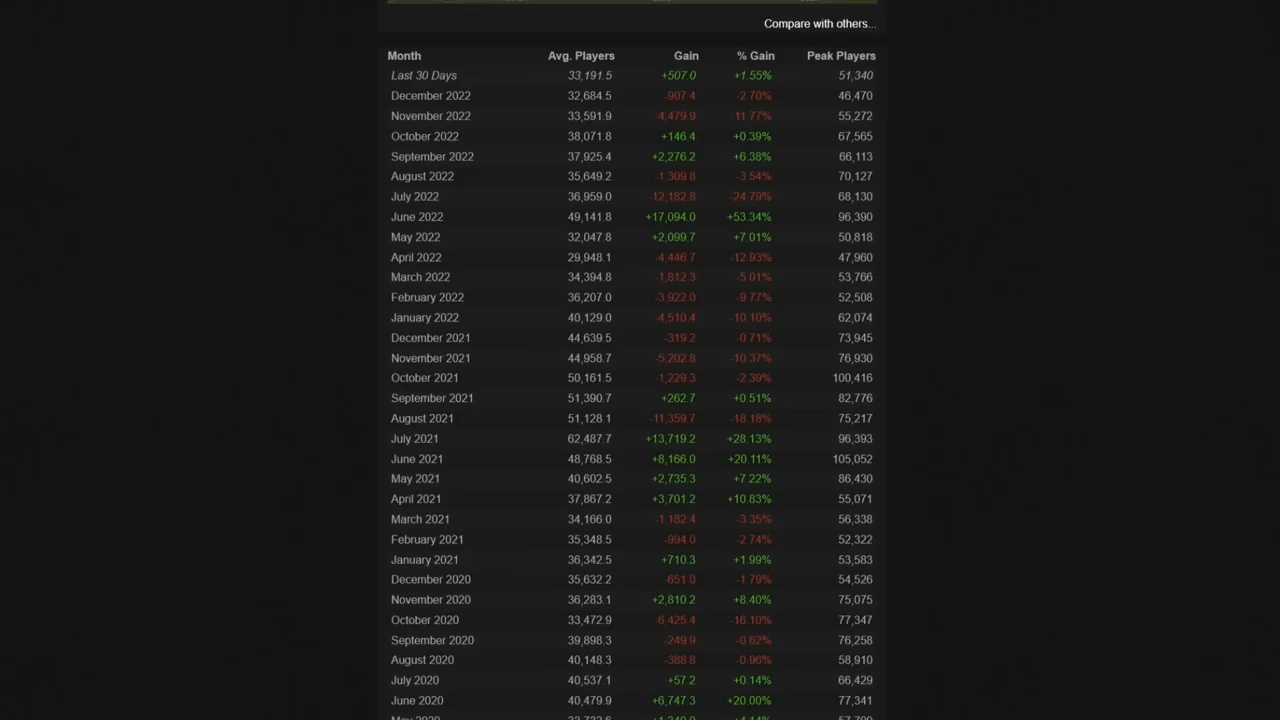 Compare with others...
Month Avg. Players Gain % Gain Peak Players
Last 30 Days 33,191.5 +507.0 +1.55% 51,340
December 2022 32,684.5 -907.4 -2.70% 46,470
November 2022 33,591.9 -4,479.9 -11.77% 55,272
October 2022 38,071.8 +146.4 +0.39% 67,565
September 2022 37,925.4 +2,276.2 +6.38% 66,113
August 2022 35,649.2 -1,309.8 -3.54% 70,127
July 2022 36,959.0 -12,182.8 -24.79% 68,130
June 2022 49,141.8 +17,094.0 +53.34% 96,390
May 2022 32,047.8 +2,099.7 +7.01% 50,818
April 2022 29,948.1 -4,446.7 -12.93% 47,960
March 2022 34,394.8 -1,812.3 -5.01% 53,766
February 2022 36,207.0 -3,922.0 -9.77% 52,508
January 2022 40,129.0 -4,510.4 -10.10% 62,074
December 2021 44,639.5 -319.2 -0.71% 73,945
November 2021 44,958.7 -5,202.8 -10.37% 76,930
October 2021 50,161.5 -1,229.3 -2.39% 100,416
September 2021 51,390.7 +262.7 +0.51% 82,776
August 2021 51,128.1 -11,359.7 -18.18% 75,217
July 2021 62,487.7 +13,719.2 +28.13% 96,393
June 2021 48,768.5 +8,166.0 +20.11% 105,052
May 2021 40,602.5 +2,735.3 +7.22% 86,430
April 2021 37,867.2 +3,701.2 +10.83% 55,071
March 2021 34,166.0 -1,182.4 -3.35% 56,338
February 2021 35,348.5 -994.0 -2.74% 52,322
January 2021 36,342.5 +710.3 +1.99% 53,583
December 2020 35,632.2 -651.0 -1.79% 54,526
November 2020 36,283.1 +2,810.2 +8.40% 75,075
October 2020 33,472.9 -6,425.4 -16.10% 77,347
September 2020 39,898.3 -249.9 -0.62% 76,258
August 2020 40,148.3 -388.8 -0.96% 58,910
July 2020 40,537.1 +57.2 +0.14% 66,429
June 2020 40,479.9 +6,747.3 +20.00% 77,341